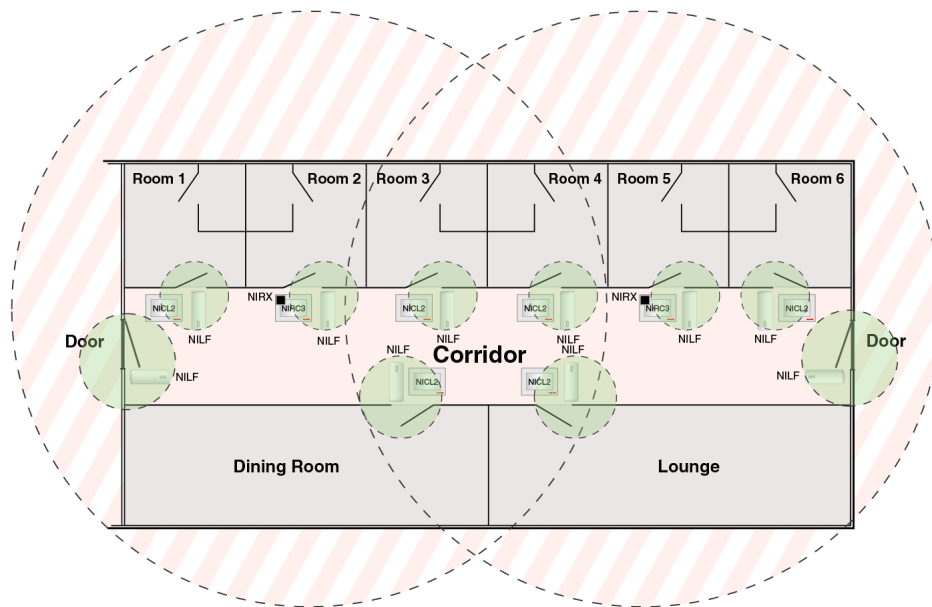 Room 1
Room 2
Room 3
Room 4
Room 5
Room 6
NIRX
NIRX
NICL2
NIRC3
NICL2
NICL2
NIRC3
NICL2
NILF
NILF
NILF
NILF
NILF
NILF
Door
Door
NILF
Corridor
NILF
NILF
NICL2
NICL2
NILF
Dining Room
Lounge